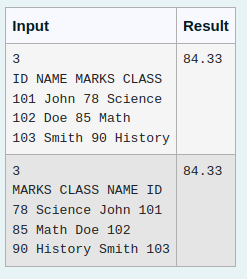 Input Result
3 84.33
ID NAME MARKS CLASS
101 John 78 Science
102 Doe 85 Math
103 Smith 90 History
3 84.33
MARKS CLASS NAME ID
78 Science John 101
85 Math Doe 102
90 History Smith 103